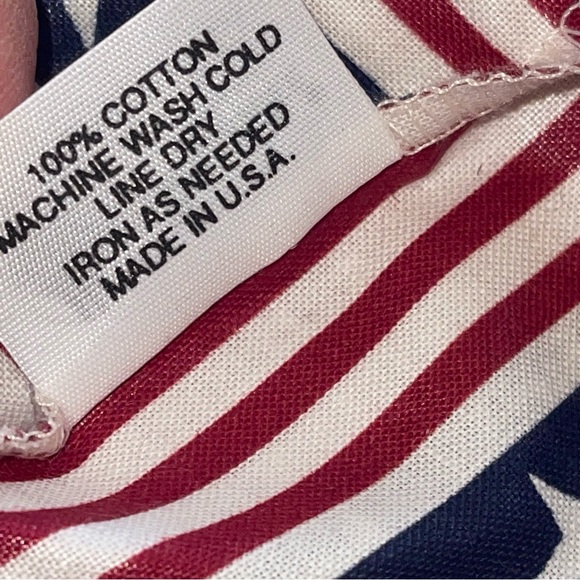 100% COTTON
MACHINE WASH COLD
LINE DRY
IRON AS NEEDED
MADE IN U.S.A.